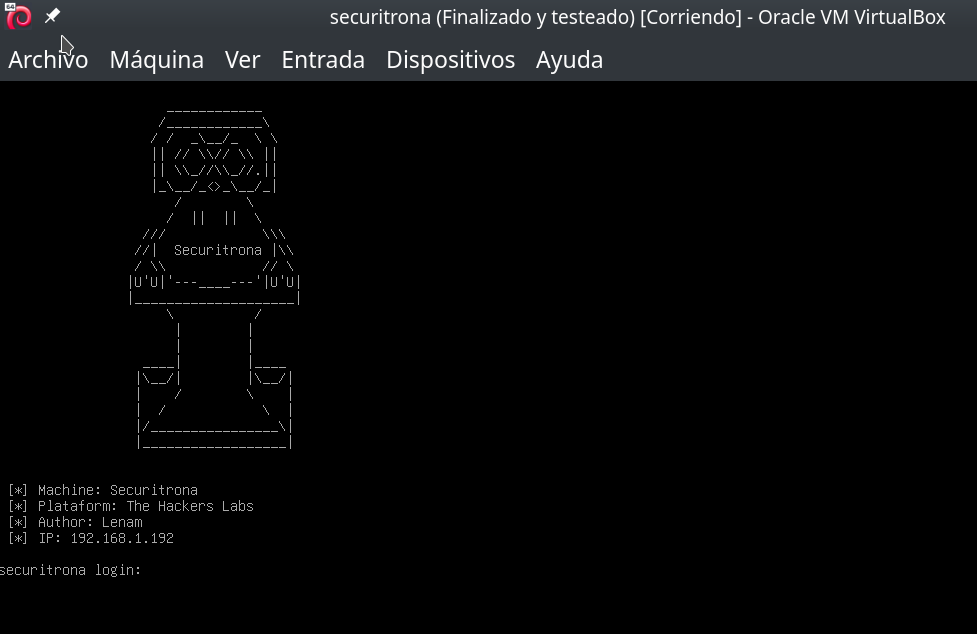 64
securitrona (Finalizado y testeado) [Corriendo] - Oracle VM VirtualBox
Archivo Máquina Ver Entrada Dispositivos Ayuda
Securitrona
[*] Machine: Securitrona
[*] Plataform: The Hackers Labs
[*] Author: Lenam
[*] IP: 192.168.1.192
securitrona login: